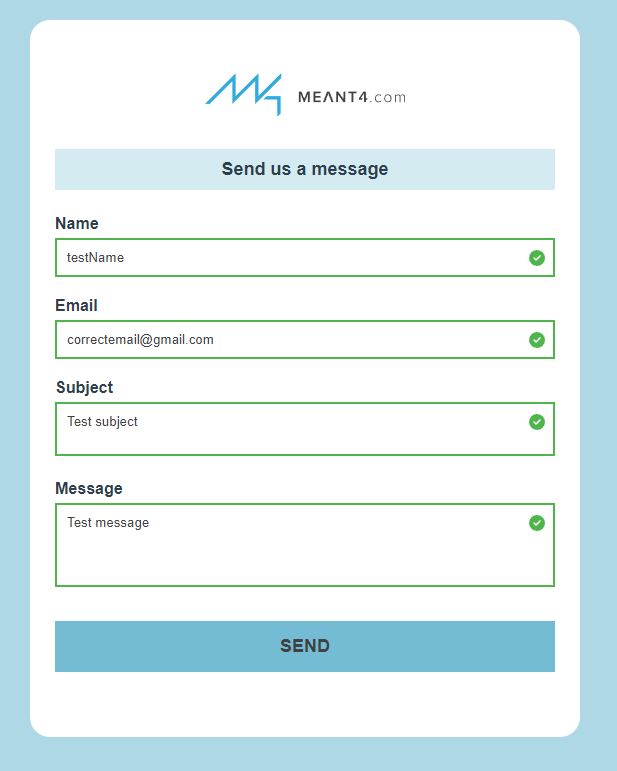 MEANT4.com
Send us a message
Name
testName
Email
correctemail@gmail.com
Subject
Test subject
Message
Test message
SEND